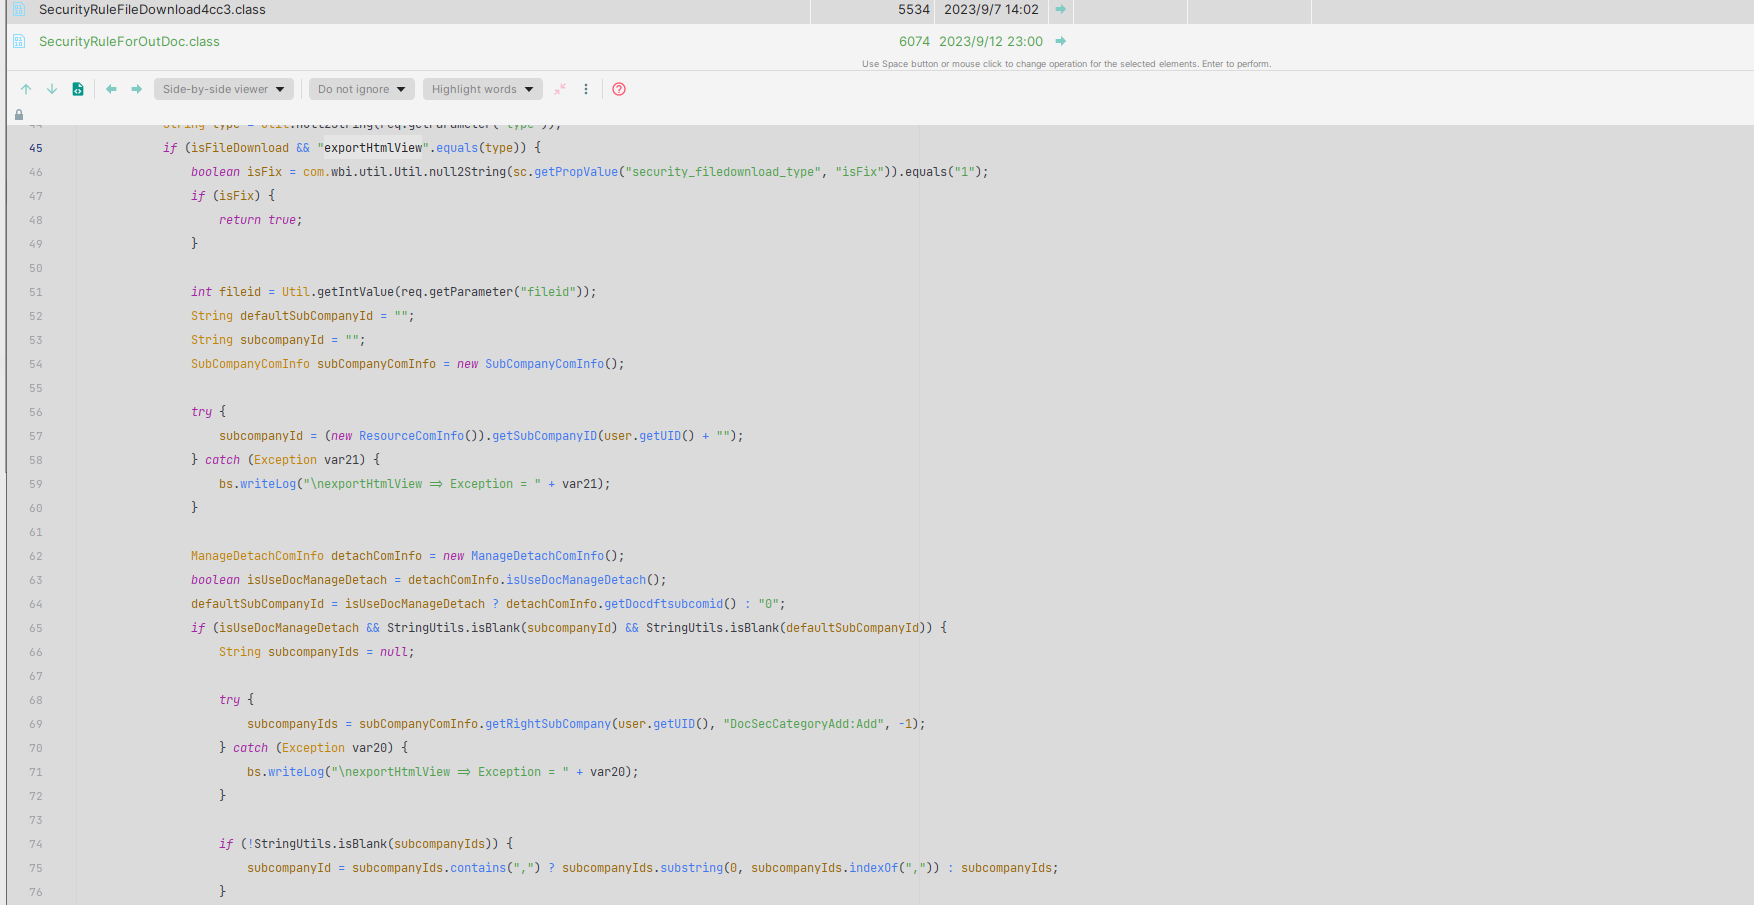 SecurityRuleFileDownload4cc3.class 5534 2023/9/7 14:02
SecurityRuleForOutDoc.class 6074 2023/9/12 23:00
Use Space button or mouse click to change operation for the selected elements. Enter to perform.
Side-by-side viewer Do not ignore Highlight words
44 String type = Util.null2String(req.getParameter("type"));
45 if (isFileDownload && "exportHtmlView".equals(type)) {
46 boolean isFix = com.wbi.util.Util.null2String(sc.getPropValue("security_filedownload_type", "isFix")).equals("1");
47 if (isFix) {
48 return true;
49 }
50
51 int fileid = Util.getIntValue(req.getParameter("fileid"));
52 String defaultSubCompanyId = "";
53 String subcompanyId = "";
54 SubCompanyComInfo subCompanyComInfo = new SubCompanyComInfo();
55
56 try {
57 subcompanyId = (new ResourceComInfo()).getSubCompanyID(user.getUID() + "");
58 } catch (Exception var21) {
59 bs.writeLog("\nexportHtmlView => Exception = " + var21);
60 }
61
62 ManageDetachComInfo detachComInfo = new ManageDetachComInfo();
63 boolean isUseDocManageDetach = detachComInfo.isUseDocManageDetach();
64 defaultSubCompanyId = isUseDocManageDetach ? detachComInfo.getDocdftsubcomid() : "0";
65 if (isUseDocManageDetach && StringUtils.isBlank(subcompanyId) && StringUtils.isBlank(defaultSubCompanyId)) {
66 String subcompanyIds = null;
67
68 try {
69 subcompanyIds = subCompanyComInfo.getRightSubCompany(user.getUID(), "DocSecCategoryAdd:Add", -1);
70 } catch (Exception var20) {
71 bs.writeLog("\nexportHtmlView => Exception = " + var20);
72 }
73
74 if (!StringUtils.isBlank(subcompanyIds)) {
75 subcompanyId = subcompanyIds.contains(",") ? subcompanyIds.substring(0, subcompanyIds.indexOf(",")) : subcompanyIds;
76 }